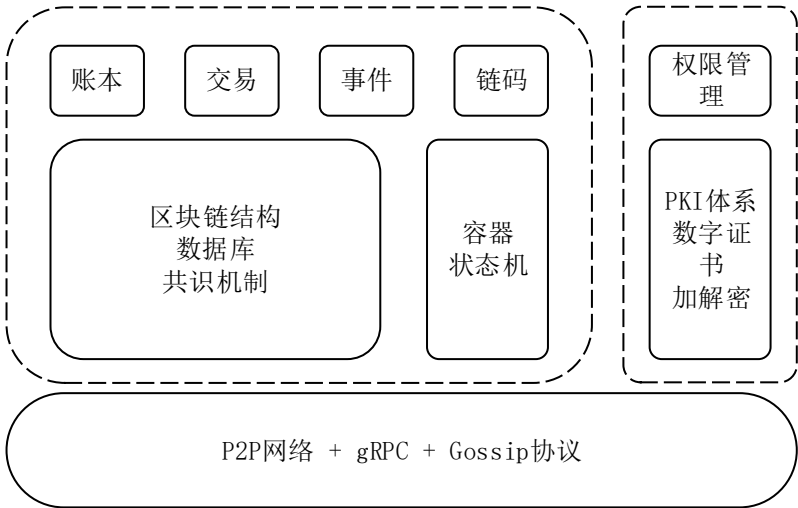 账本
交易
事件
链码
权限管
理
区块链结构
数据库
共识机制
容器
状态机
PKI体系
数字证
书
加解密
P2P网络 + gRPC + Gossip协议